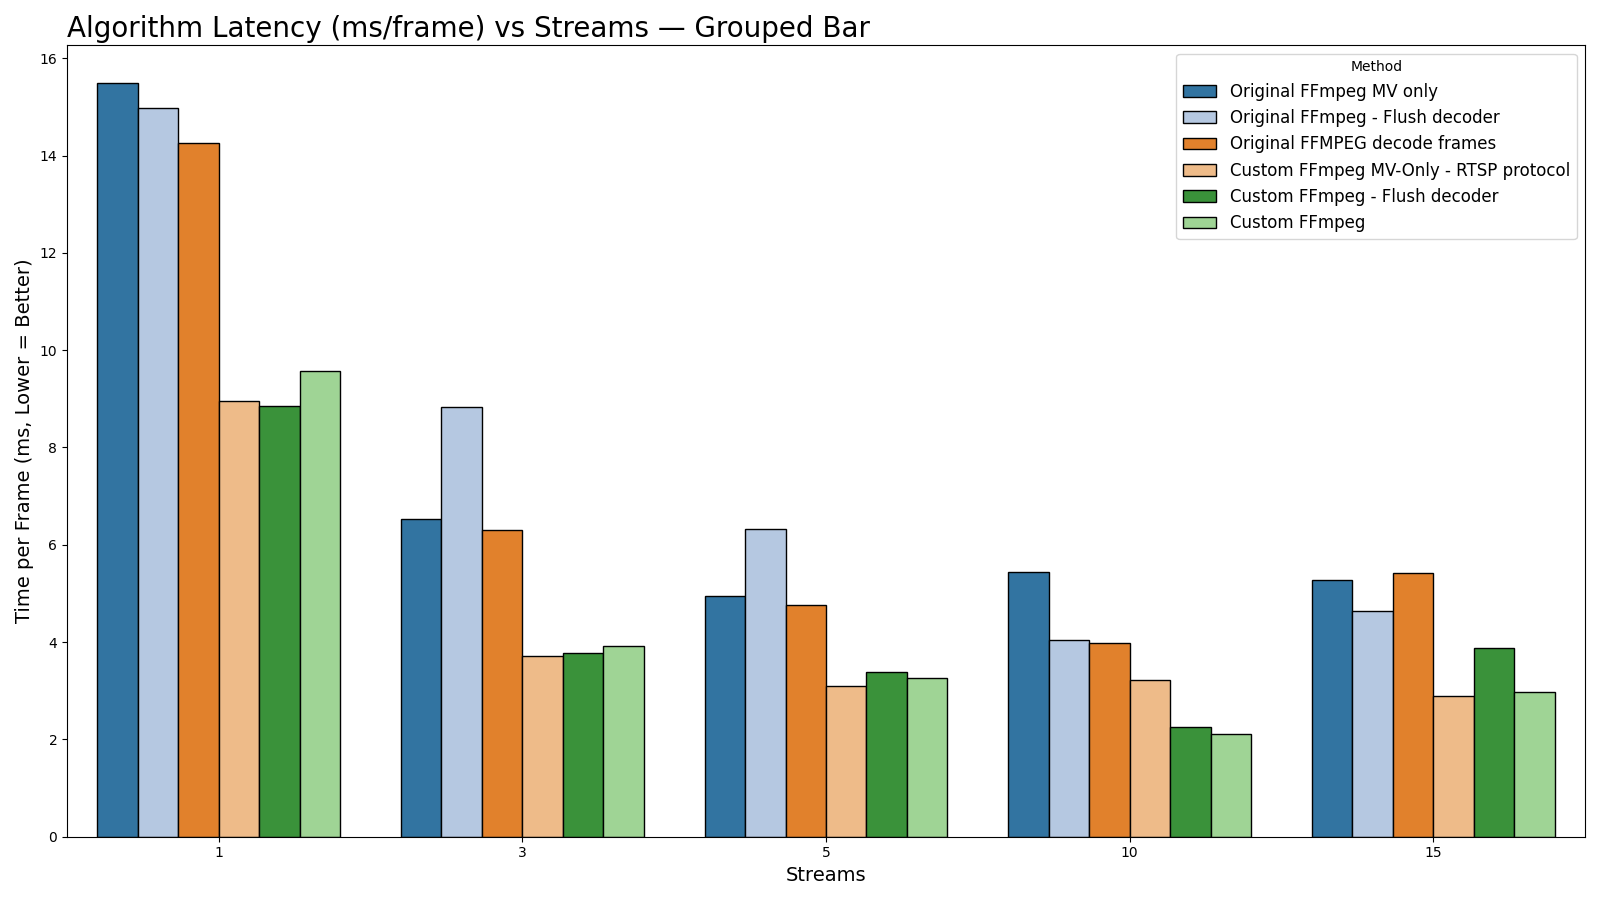 Algorithm Latency (ms/frame) vs Streams — Grouped Bar
Time per Frame (ms, Lower = Better)
16
14
12
10
8
6
4
2
0
Method
Original FFmpeg MV only
Original FFmpeg - Flush decoder
Original FFMPEG decode frames
Custom FFmpeg MV-Only - RTSP protocol
Custom FFmpeg - Flush decoder
Custom FFmpeg
1 3 5 10 15
Streams